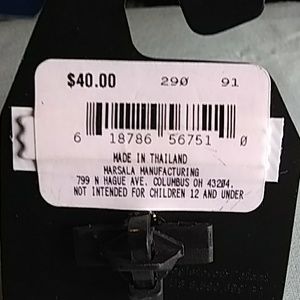 $40.00 290 91
6 18786 56751 0
MADE IN THAILAND
MARSALA MANUFACTURING
799 N HAGUE AVE. COLUMBUS OH 43204.
NOT INTENDED FOR CHILDREN 12 AND UNDER